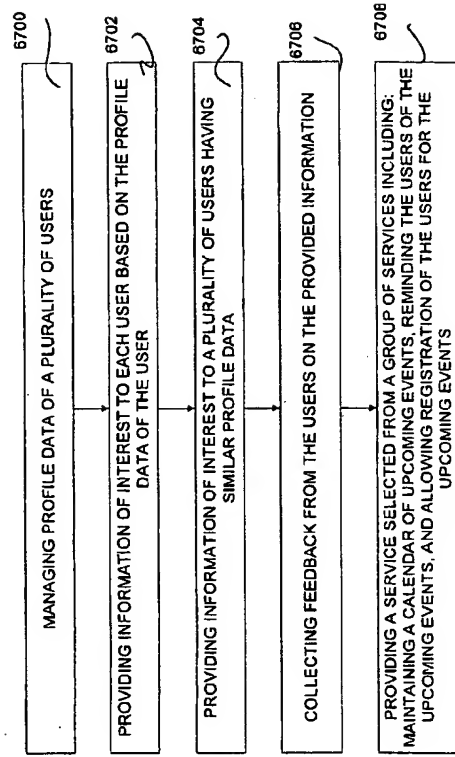 6700
MANAGING PROFILE DATA OF A PLURALITY OF USERS
6702
PROVIDING INFORMATION OF INTEREST TO EACH USER BASED ON THE PROFILE
DATA OF THE USER
6704
PROVIDING INFORMATION OF INTEREST TO A PLURALITY OF USERS HAVING
SIMILAR PROFILE DATA
6706
COLLECTING FEEDBACK FROM THE USERS ON THE PROVIDED INFORMATION
6708
PROVIDING A SERVICE SELECTED FROM A GROUP OF SERVICES INCLUDING:
MAINTAINING A CALENDAR OF UPCOMING EVENTS, REMINDING THE USERS OF THE
UPCOMING EVENTS, AND ALLOWING REGISTRATION OF THE USERS FOR THE
UPCOMING EVENTS